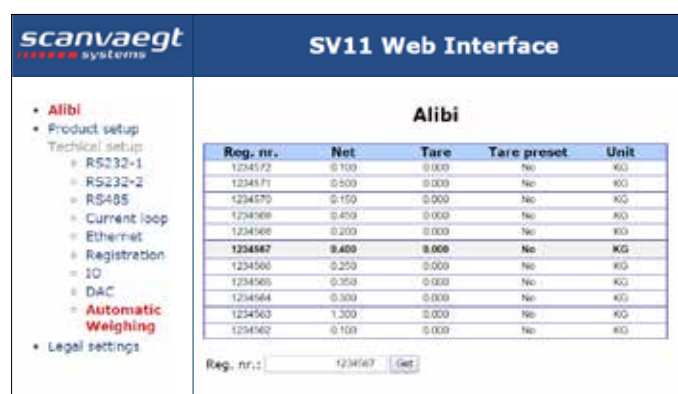 scanvaegt
systems
SV11 Web Interface
Alibi
Product setup
Techical setup
RS232-1
RS232-2
RS485
Current loop
Ethernet
Registration
IO
DAC
Automatic
Weighing
Legal settings
Alibi
Reg. nr. Net Tare Tare preset Unit
1234572 0.100 0.000 No KG
1234571 0.500 0.000 No KG
1234570 0.150 0.000 No KG
1234569 0.450 0.000 No KG
1234568 0.200 0.000 No KG
1234567 0.400 0.000 No KG
1234566 0.250 0.000 No KG
1234565 0.350 0.000 No KG
1234564 0.300 0.000 No KG
1234563 1.300 0.000 No KG
1234562 0.100 0.000 No KG
Reg. nr.: 1234567 Get